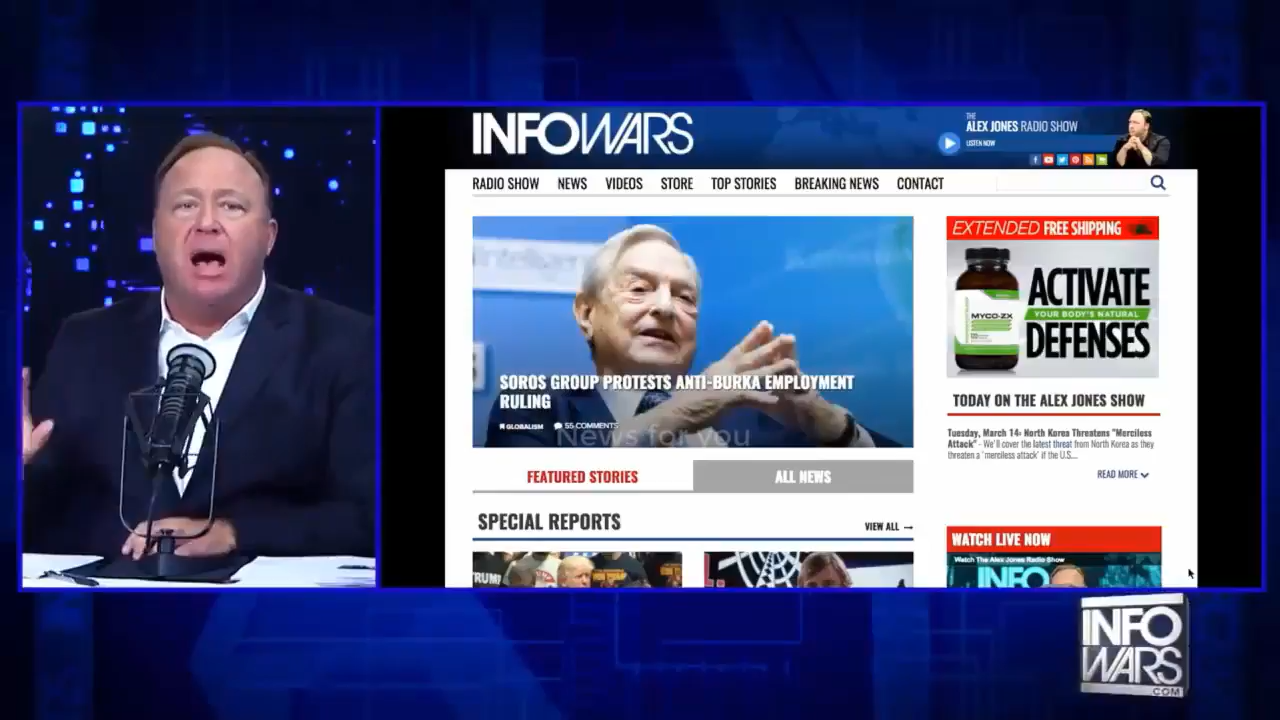 INFOWARS
THE
ALEX JONES RADIO SHOW
LISTEN NOW
RADIO SHOW NEWS VIDEOS STORE TOP STORIES BREAKING NEWS CONTACT
SOROS GROUP PROTESTS ANTI-BURKA EMPLOYMENT
RULING
GLOBALISM 55 COMMENTS
News for you
EXTENDED FREE SHIPPING
MYCO-ZX
ACTIVATE
YOUR BODY'S NATURAL
DEFENSES
TODAY ON THE ALEX JONES SHOW
Tuesday, March 14: North Korea Threatens "Merciless
Attack" - We'll cover the latest threat from North Korea as they
threaten a 'merciless attack' if the U.S....
READ MORE
FEATURED STORIES ALL NEWS
SPECIAL REPORTS VIEW ALL →
TRUMP
WATCH LIVE NOW
Watch The Alex Jones Radio Show
INFO
INFO
WARS
.COM